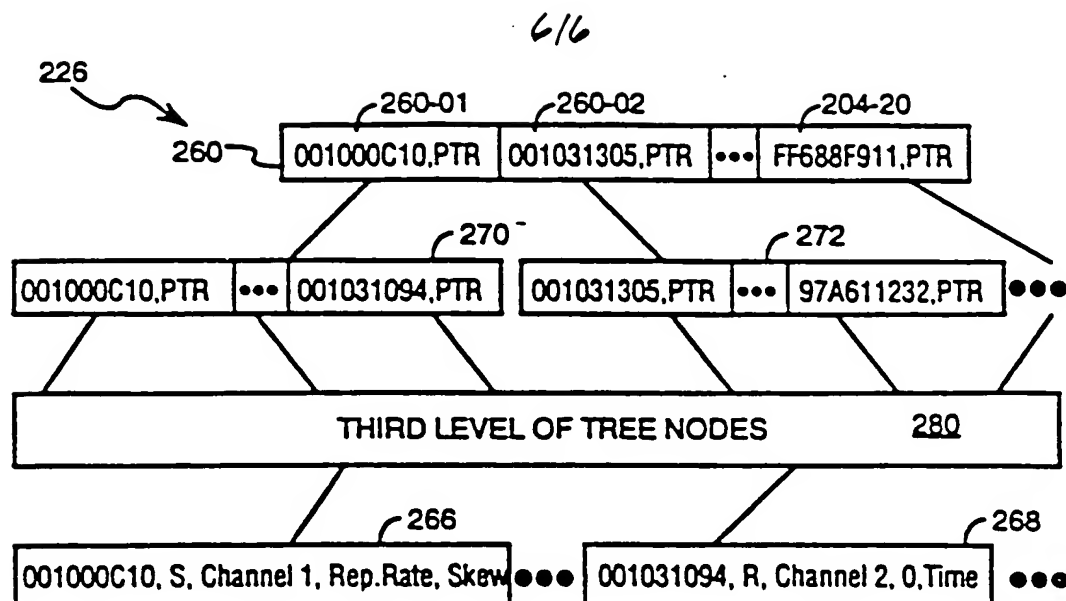 6/6
226
260-01 260-02 204-20
260 001000C10,PTR 001031305,PTR ••• FF688F911,PTR
270 272
001000C10,PTR ••• 001031094,PTR 001031305,PTR ••• 97A611232,PTR •••
THIRD LEVEL OF TREE NODES 280
266 268
001000C10, S, Channel 1, Rep.Rate, Skew ••• 001031094, R, Channel 2, 0,Time •••